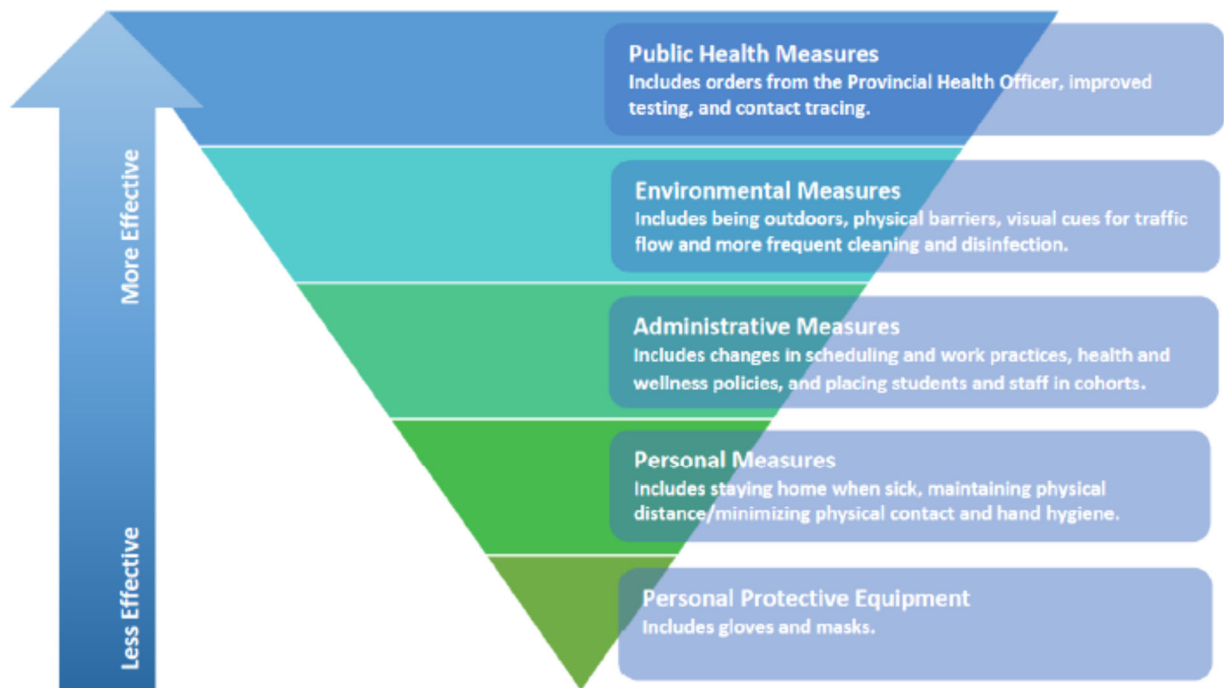 Public Health Measures
Includes orders from the Provincial Health Officer, improved
testing, and contact tracing.
More Effective
Environmental Measures
Includes being outdoors, physical barriers, visual cues for traffic
flow and more frequent cleaning and disinfection.
Administrative Measures
Includes changes in scheduling and work practices, health and
wellness policies, and placing students and staff in cohorts.
Personal Measures
Includes staying home when sick, maintaining physical
distance/minimizing physical contact and hand hygiene.
Less Effective
Personal Protective Equipment
Includes gloves and masks.